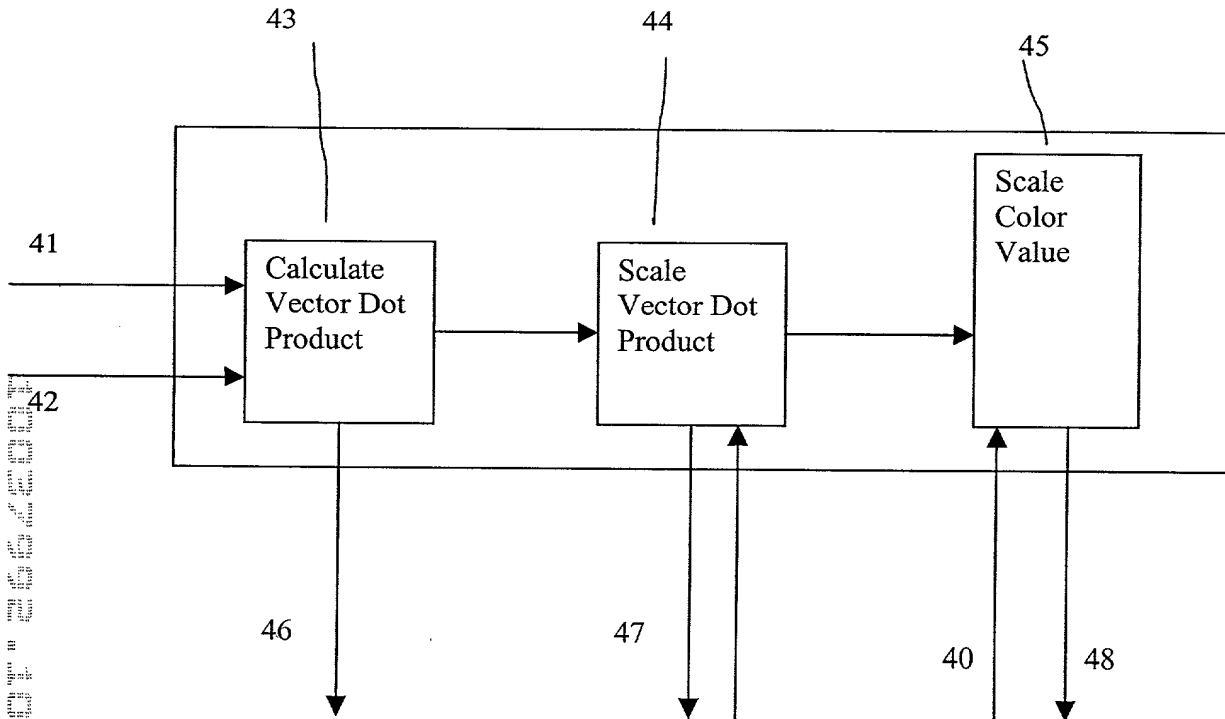 43
44
45
Scale
Color
Value
41
Calculate
Vector Dot
Product
Scale
Vector Dot
Product
42
46
47
40
48